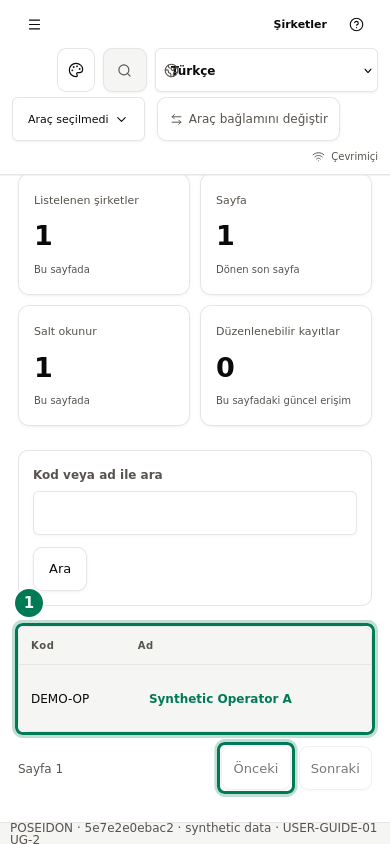 Şirketler
Türkçe
Araç seçilmedi
Araç bağlamını değiştir
Çevrimiçi
Listelenen şirketler
1
Bu sayfada
Sayfa
1
Dönen son sayfa
Salt okunur
1
Bu sayfada
Düzenlenebilir kayıtlar
0
Bu sayfadaki güncel erişim
Kod veya ad ile ara
Ara
1
Kod Ad
DEMO-OP Synthetic Operator A
Sayfa 1 Önceki Sonraki
POSEIDON · 5e7e2e0ebac2 · synthetic data · USER-GUIDE-01
UG-2